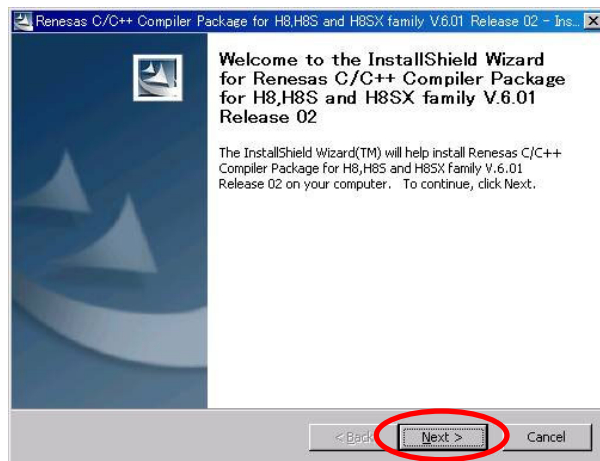 Renesas C/C++ Compiler Package for H8,H8S and H8SX family V.6.01 Release 02 - Ins...
Welcome to the InstallShield Wizard
for Renesas C/C++ Compiler Package
for H8,H8S and H8SX family V.6.01
Release 02
The InstallShield Wizard(TM) will help install Renesas C/C++
Compiler Package for H8,H8S and H8SX family V.6.01
Release 02 on your computer. To continue, click Next.
< Back
Next >
Cancel